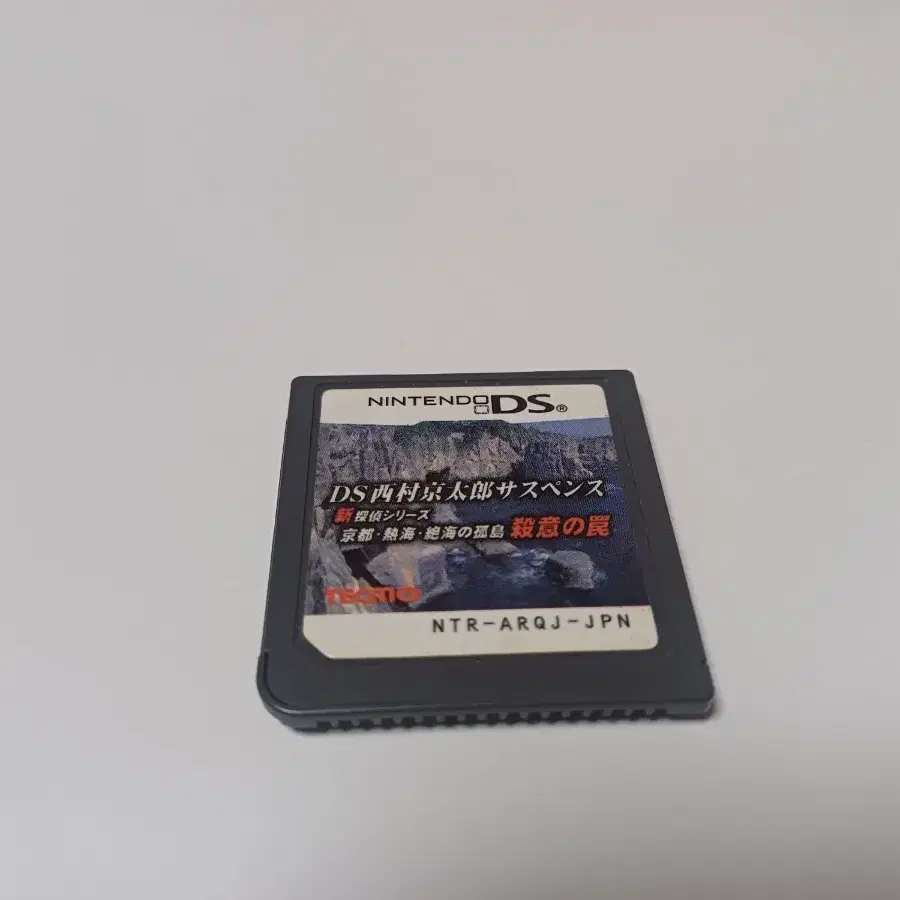 NINTENDO DS®
DS西村京太郎サスペンス
新探偵シリーズ
京都・熱海・絶海の孤島 殺意の罠
TECMO
NTR-ARQJ-JPN